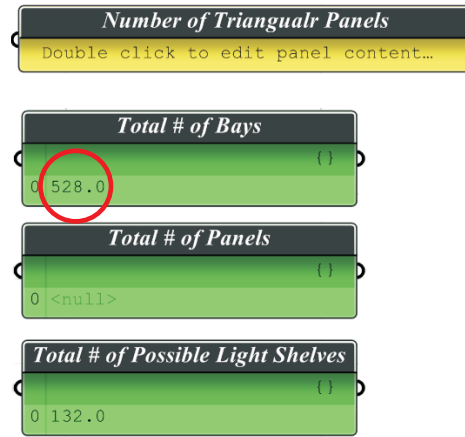 Number of Triangualr Panels
Double click to edit panel content…
Total # of Bays
{}
0 528.0
Total # of Panels
{}
0 <null>
Total # of Possible Light Shelves
{}
0 132.0